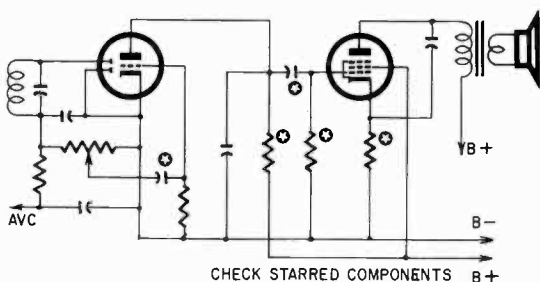 B+
AVC
B-
CHECK STARRED COMPONENTS B+